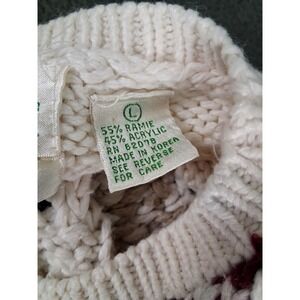 L
55% RAMIE
45% ACRYLIC
RN 62078
MADE IN KOREA
SEE REVERSE
FOR CARE